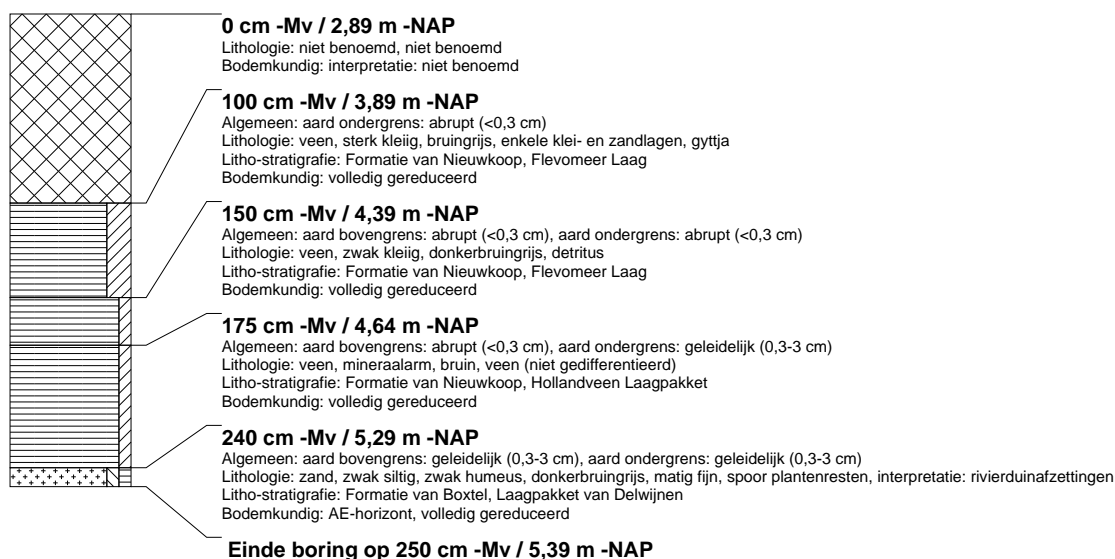 0 cm -Mv / 2,89 m -NAP
Lithologie: niet benoemd, niet benoemd
Bodemkundig: interpretatie: niet benoemd
100 cm -Mv / 3,89 m -NAP
Algemeen: aard ondergrens: abrupt (<0,3 cm)
Lithologie: veen, sterk kleiig, bruingrijs, enkele klei- en zandlagen, gyttja
Litho-stratigrafie: Formatie van Nieuwkoop, Flevomeer Laag
Bodemkundig: volledig gereduceerd
150 cm -Mv / 4,39 m -NAP
Algemeen: aard bovengrens: abrupt (<0,3 cm), aard ondergrens: abrupt (<0,3 cm)
Lithologie: veen, zwak kleiig, donkerbruingrijs, detritus
Litho-stratigrafie: Formatie van Nieuwkoop, Flevomeer Laag
Bodemkundig: volledig gereduceerd
175 cm -Mv / 4,64 m -NAP
Algemeen: aard bovengrens: abrupt (<0,3 cm), aard ondergrens: geleidelijk (0,3-3 cm)
Lithologie: veen, mineraalarm, bruin, veen (niet gedifferentieerd)
Litho-stratigrafie: Formatie van Nieuwkoop, Hollandveen Laagpakket
Bodemkundig: volledig gereduceerd
240 cm -Mv / 5,29 m -NAP
Algemeen: aard bovengrens: geleidelijk (0,3-3 cm), aard ondergrens: geleidelijk (0,3-3 cm)
Lithologie: zand, zwak siltig, zwak humeus, donkerbruingrijs, matig fijn, spoor plantenresten, interpretatie: rivierduinafzettingen
Litho-stratigrafie: Formatie van Boxtel, Laagpakket van Delwijnen
Bodemkundig: AE-horizont, volledig gereduceerd
Einde boring op 250 cm -Mv / 5,39 m -NAP